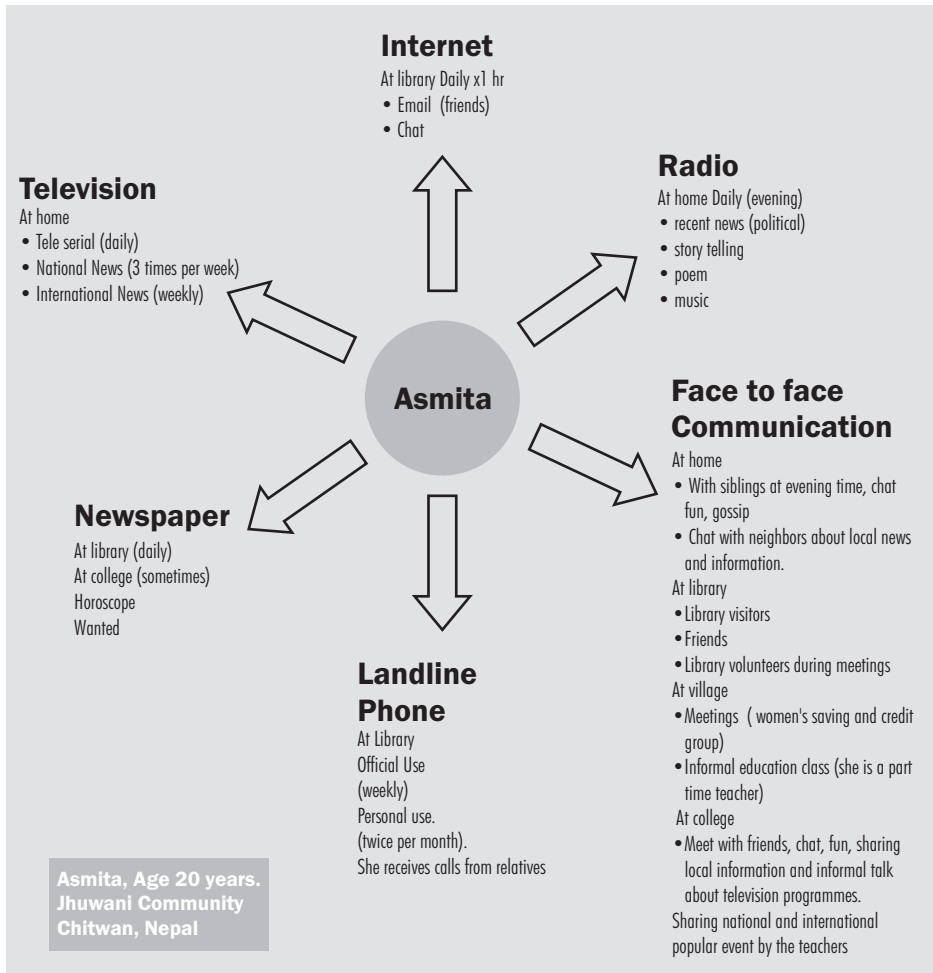 Internet
At library Daily x1 hr
• Email (friends)
• Chat
Television
At home
• Tele serial (daily)
• National News (3 times per week)
• International News (weekly)
Radio
At home Daily (evening)
• recent news (political)
• story telling
• poem
• music
Asmita
Face to face
Communication
At home
• With siblings at evening time, chat
fun, gossip
• Chat with neighbors about local news
and information.
At library
• Library visitors
• Friends
• Library volunteers during meetings
At village
• Meetings ( women's saving and credit
group)
• Informal education class (she is a part
time teacher)
At college
• Meet with friends, chat, fun, sharing
local information and informal talk
about television programmes.
Sharing national and international
popular event by the teachers
Newspaper
At library (daily)
At college (sometimes)
Horoscope
Wanted
Landline
Phone
At Library
Official Use
(weekly)
Personal use.
(twice per month).
She receives calls from relatives
Asmita, Age 20 years.
Jhuwani Community
Chitwan, Nepal